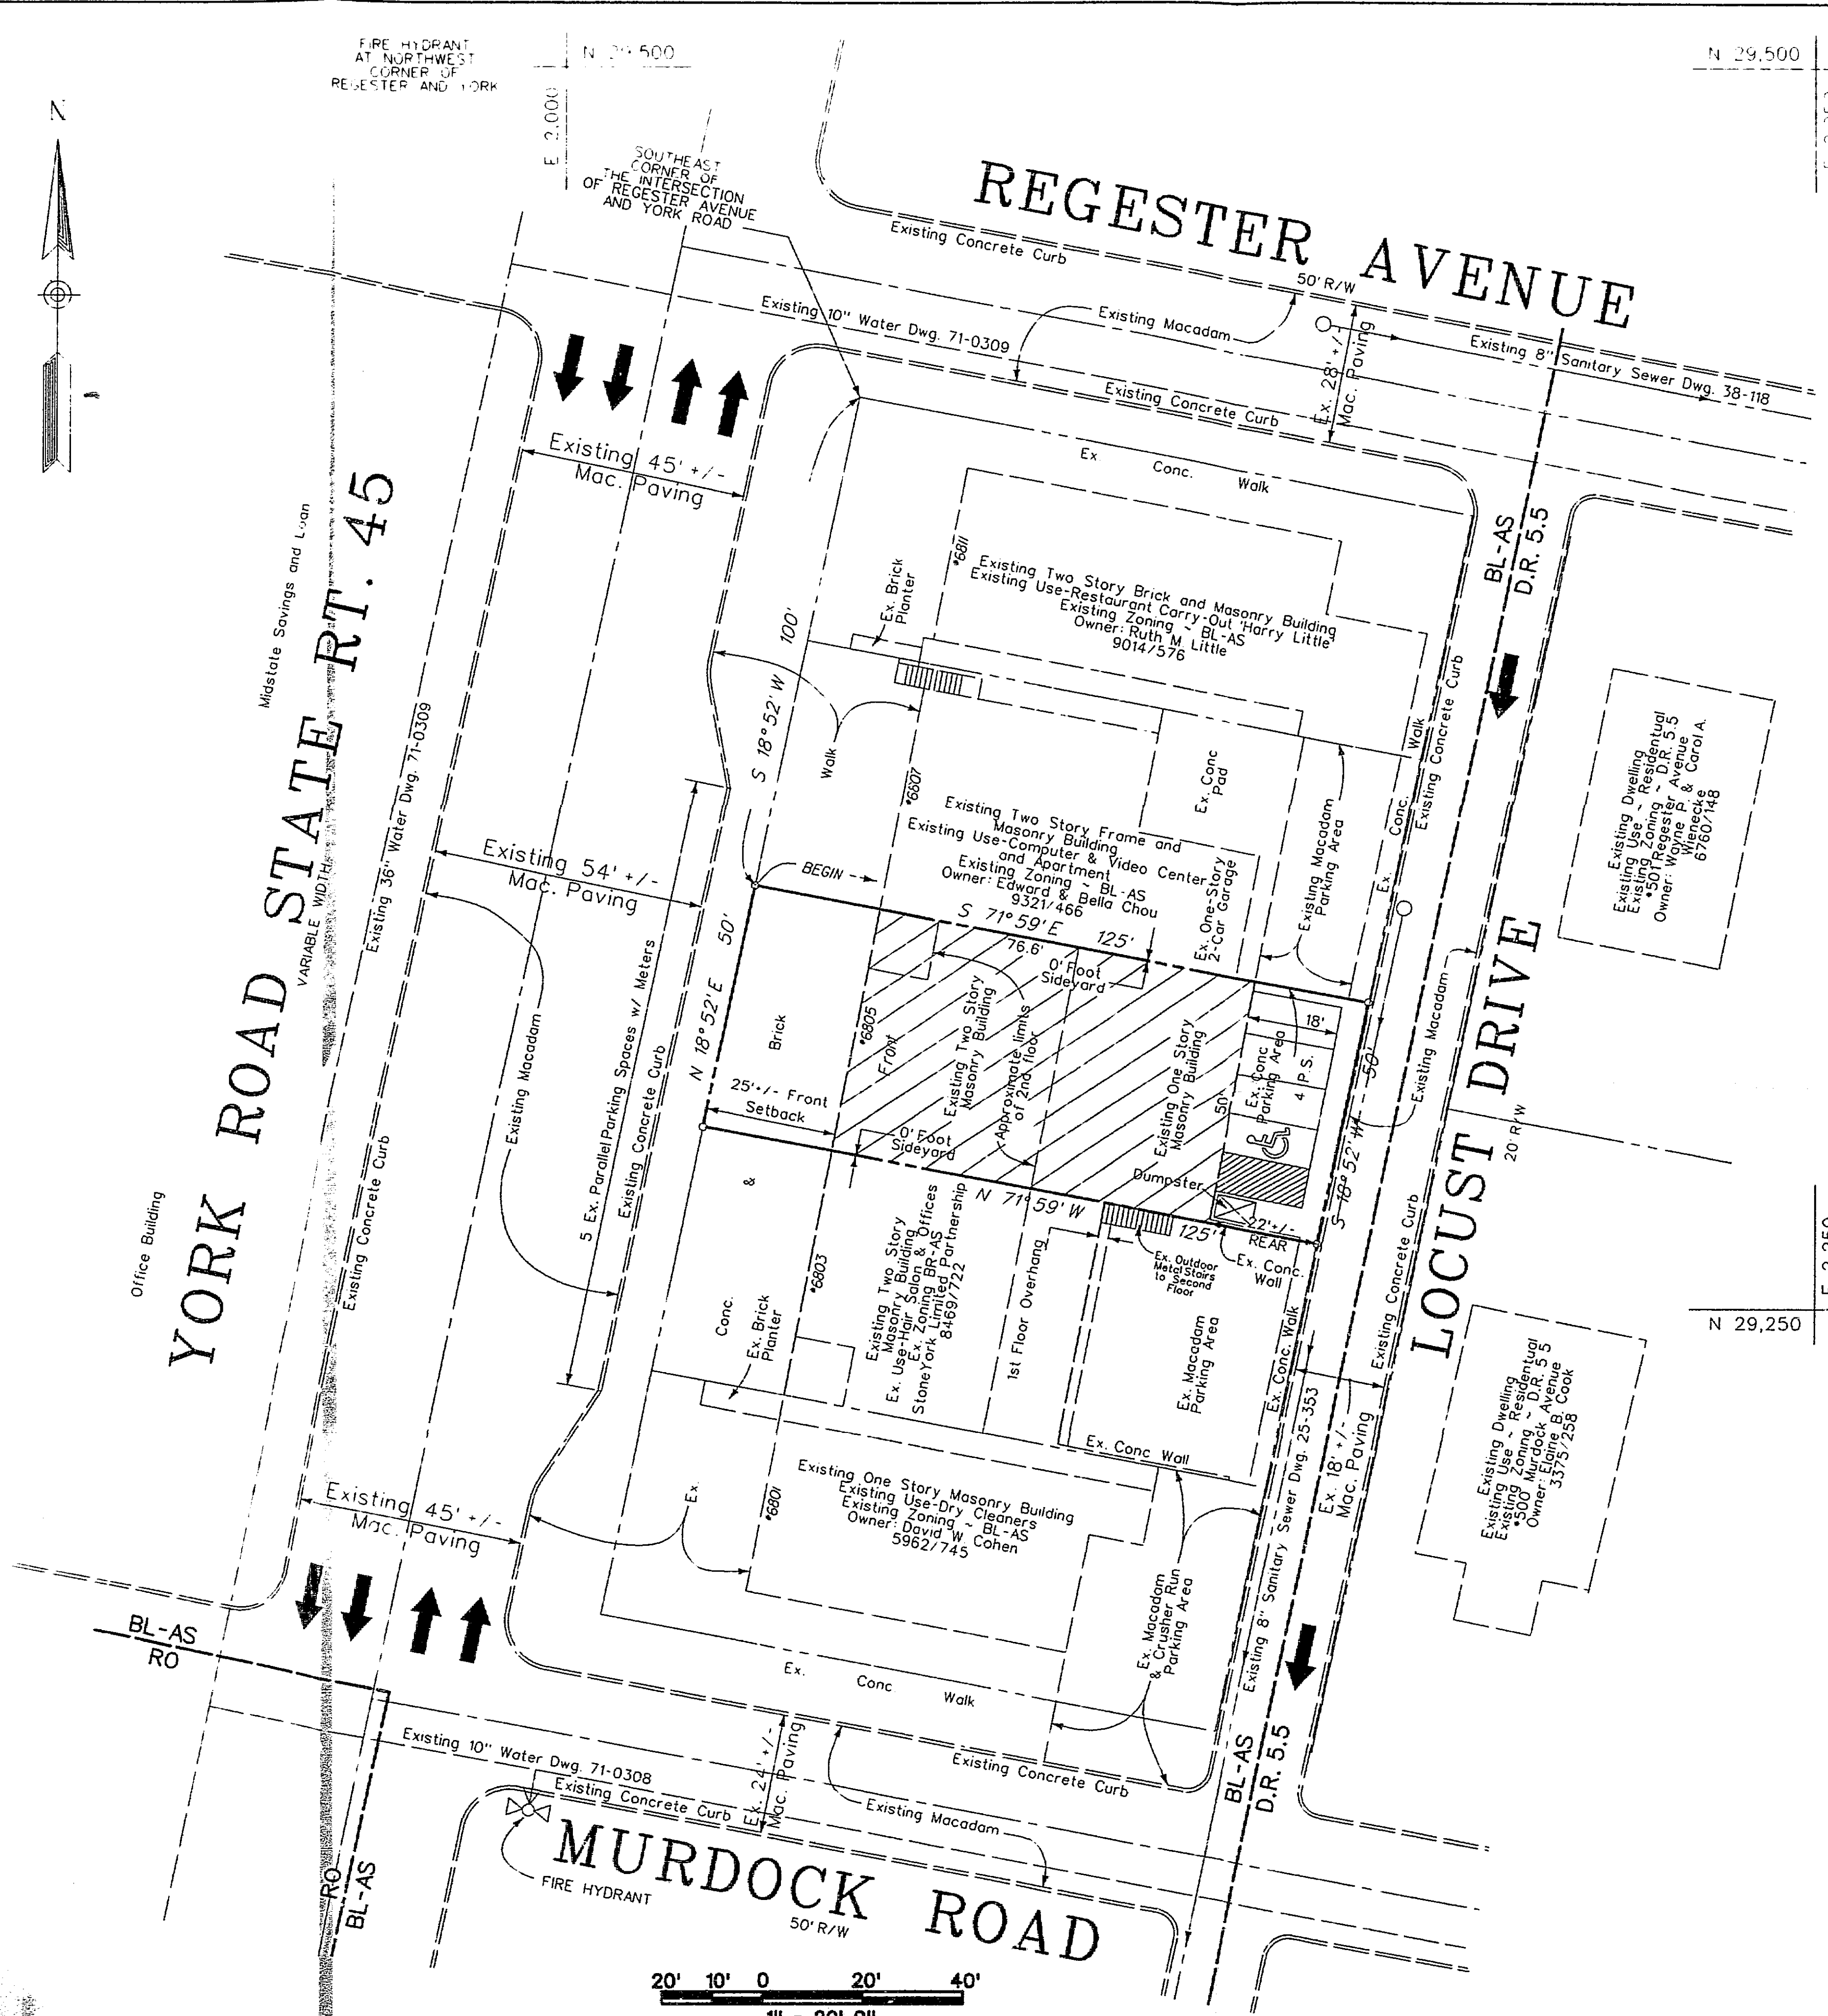 FIRE HYDRANT
AT NORTHWEST
CORNER OF
REGESTER AND YORK
N 29,500
E 2,000
N 29,500
N
SOUTHEAST
CORNER OF
THE INTERSECTION
OF REGESTER AVENUE
AND YORK ROAD
REGESTER AVENUE
50' R/W
Existing Concrete Curb
Existing 10" Water Dwg. 71-0309
Existing Macadam
Ex. 28' +/-
Mac. Paving
Existing 8" Sanitary Sewer Dwg. 38-118
Existing Concrete Curb
Ex Conc. Walk
Existing 45' +/-
Mac. Paving
BL-AS
D.R. 5.5
Midstate Savings and Loan
YORK ROAD STATE RT. 45
VARIABLE WIDTH
Existing 36" Water Dwg. 71-0309
Ex. Brick
Planter
100'
S 18° 52' W
*6811
Existing Two Story Brick and Masonry Building
Existing Use-Restaurant Carry-Out 'Harry Little'
Existing Zoning ~ BL-AS
Owner: Ruth M. Little
9014/576
Walk
*6807
Existing Two Story Frame and
Masonry Building
Existing Use-Computer & Video Center
and Apartment
Existing Zoning ~ BL-AS
Owner: Edward & Bella Chou
9321/466
Ex. Conc
Pad
Ex. One-Story
2-Car Garage
Existing Macadam
Parking Area
Ex. Conc. Walk
Existing Concrete Curb
Existing Dwelling
Existing Use ~ Residentual
Existing Zoning ~ D.R. 5.5
*501 Regester Avenue
Owner: Wayne P. & Carol A.
Wienecke
6760/148
Existing 54' +/-
Mac. Paving
BEGIN
S 71° 59' E 125'
76.6'
0' Foot
Sideyard
N 18° 52' E 50'
Brick
*6805
Front
Existing Two Story
Masonry Building
Approximate limits
of 2nd floor
Existing One Story
Masonry Building
50'
Ex. Conc
Parking Area
4 P.S.
18'
S 18° 52' W 50'
Existing Macadam
LOCUST DRIVE
20' R/W
25'+/- Front
Setback
0' Foot
Sideyard
Dumpster
N 71° 59' W 125'
22'+/-
REAR
Existing Macadam
5 Ex. Parallel Parking Spaces w/ Meters
Existing Concrete Curb
Existing Concrete Curb
Office Building
&
Conc.
Ex. Brick
Planter
*6803
Existing Two Story
Masonry Building
Ex. Use-Hair Salon & Offices
Ex. Zoning BR-AS
StoneYork Limited Partnership
8469/722
1st Floor Overhang
Ex. Outdoor
Metal Stairs
to Second
Floor
Ex. Conc.
Wall
Ex. Macadam
Parking Area
Ex. Conc. Walk
Existing Concrete Curb
N 29,250
Existing Dwelling
Existing Use ~ Residentual
Existing Zoning ~ D.R. 5.5
*500 Murdock Avenue
Owner: Elaine B. Cook
3375/258
Ex. Conc Wall
Ex. 18' +/-
Mac. Paving
Existing 8" Sanitary Sewer Dwg. 25-353
Existing 45' +/-
Mac. Paving
Ex.
*6801
Existing One Story Masonry Building
Existing Use-Dry Cleaners
Existing Zoning ~ BL-AS
Owner: David W. Cohen
5962/745
Ex. Macadam
& Crusher Run
Parking Area
BL-AS
RO
Ex. Conc Walk
BL-AS
D.R. 5.5
Existing 10" Water Dwg. 71-0308
Existing Concrete Curb
Ex. 24' +/-
Mac. Paving
Existing Concrete Curb
Existing Macadam
RO
BL-AS
FIRE HYDRANT
MURDOCK ROAD
50' R/W
20' 10' 0 20' 40'